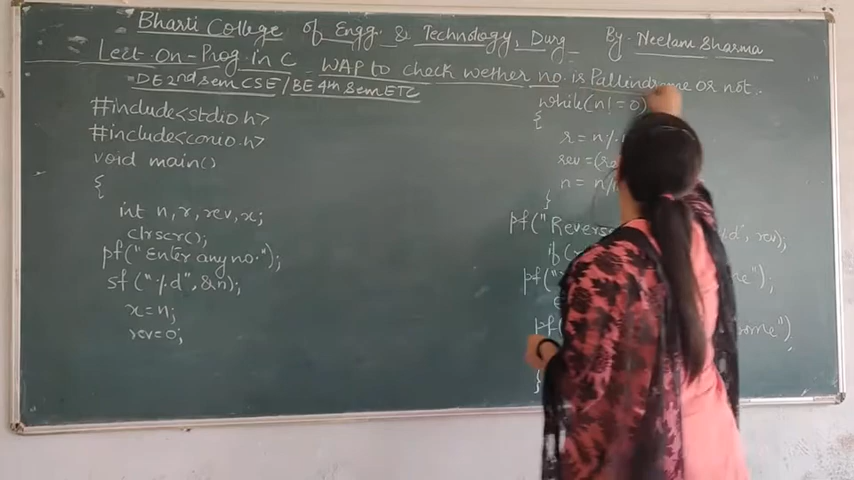 Bharti College of Engg. & Technology, Durg By- Neelam Sharma
Lect-On-Prog in C WAP to check wether no. is Pallindrome or not.
DE 2nd sem CSE / BE 4th Sem ETC
#include<stdio.h>
#include<conio.h>
void main()
{
int n, r, rev, x;
clrscr();
pf("Enter any no.");
sf("%d", &n);
x=n;
rev=0;
while(n!=0)
{
r = n%
rev =(re
n = n/
}
pf("Revers d", rev);
if(
pf(" me");
pf( ome")
}